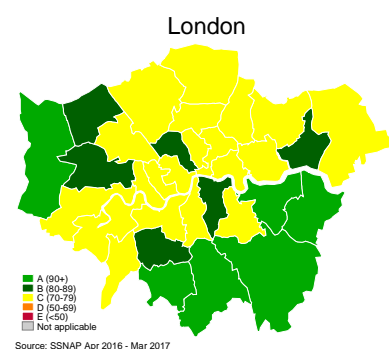 London
A (90+)
B (80-89)
C (70-79)
D (50-69)
E (<50)
Not applicable
Source: SSNAP Apr 2016 - Mar 2017